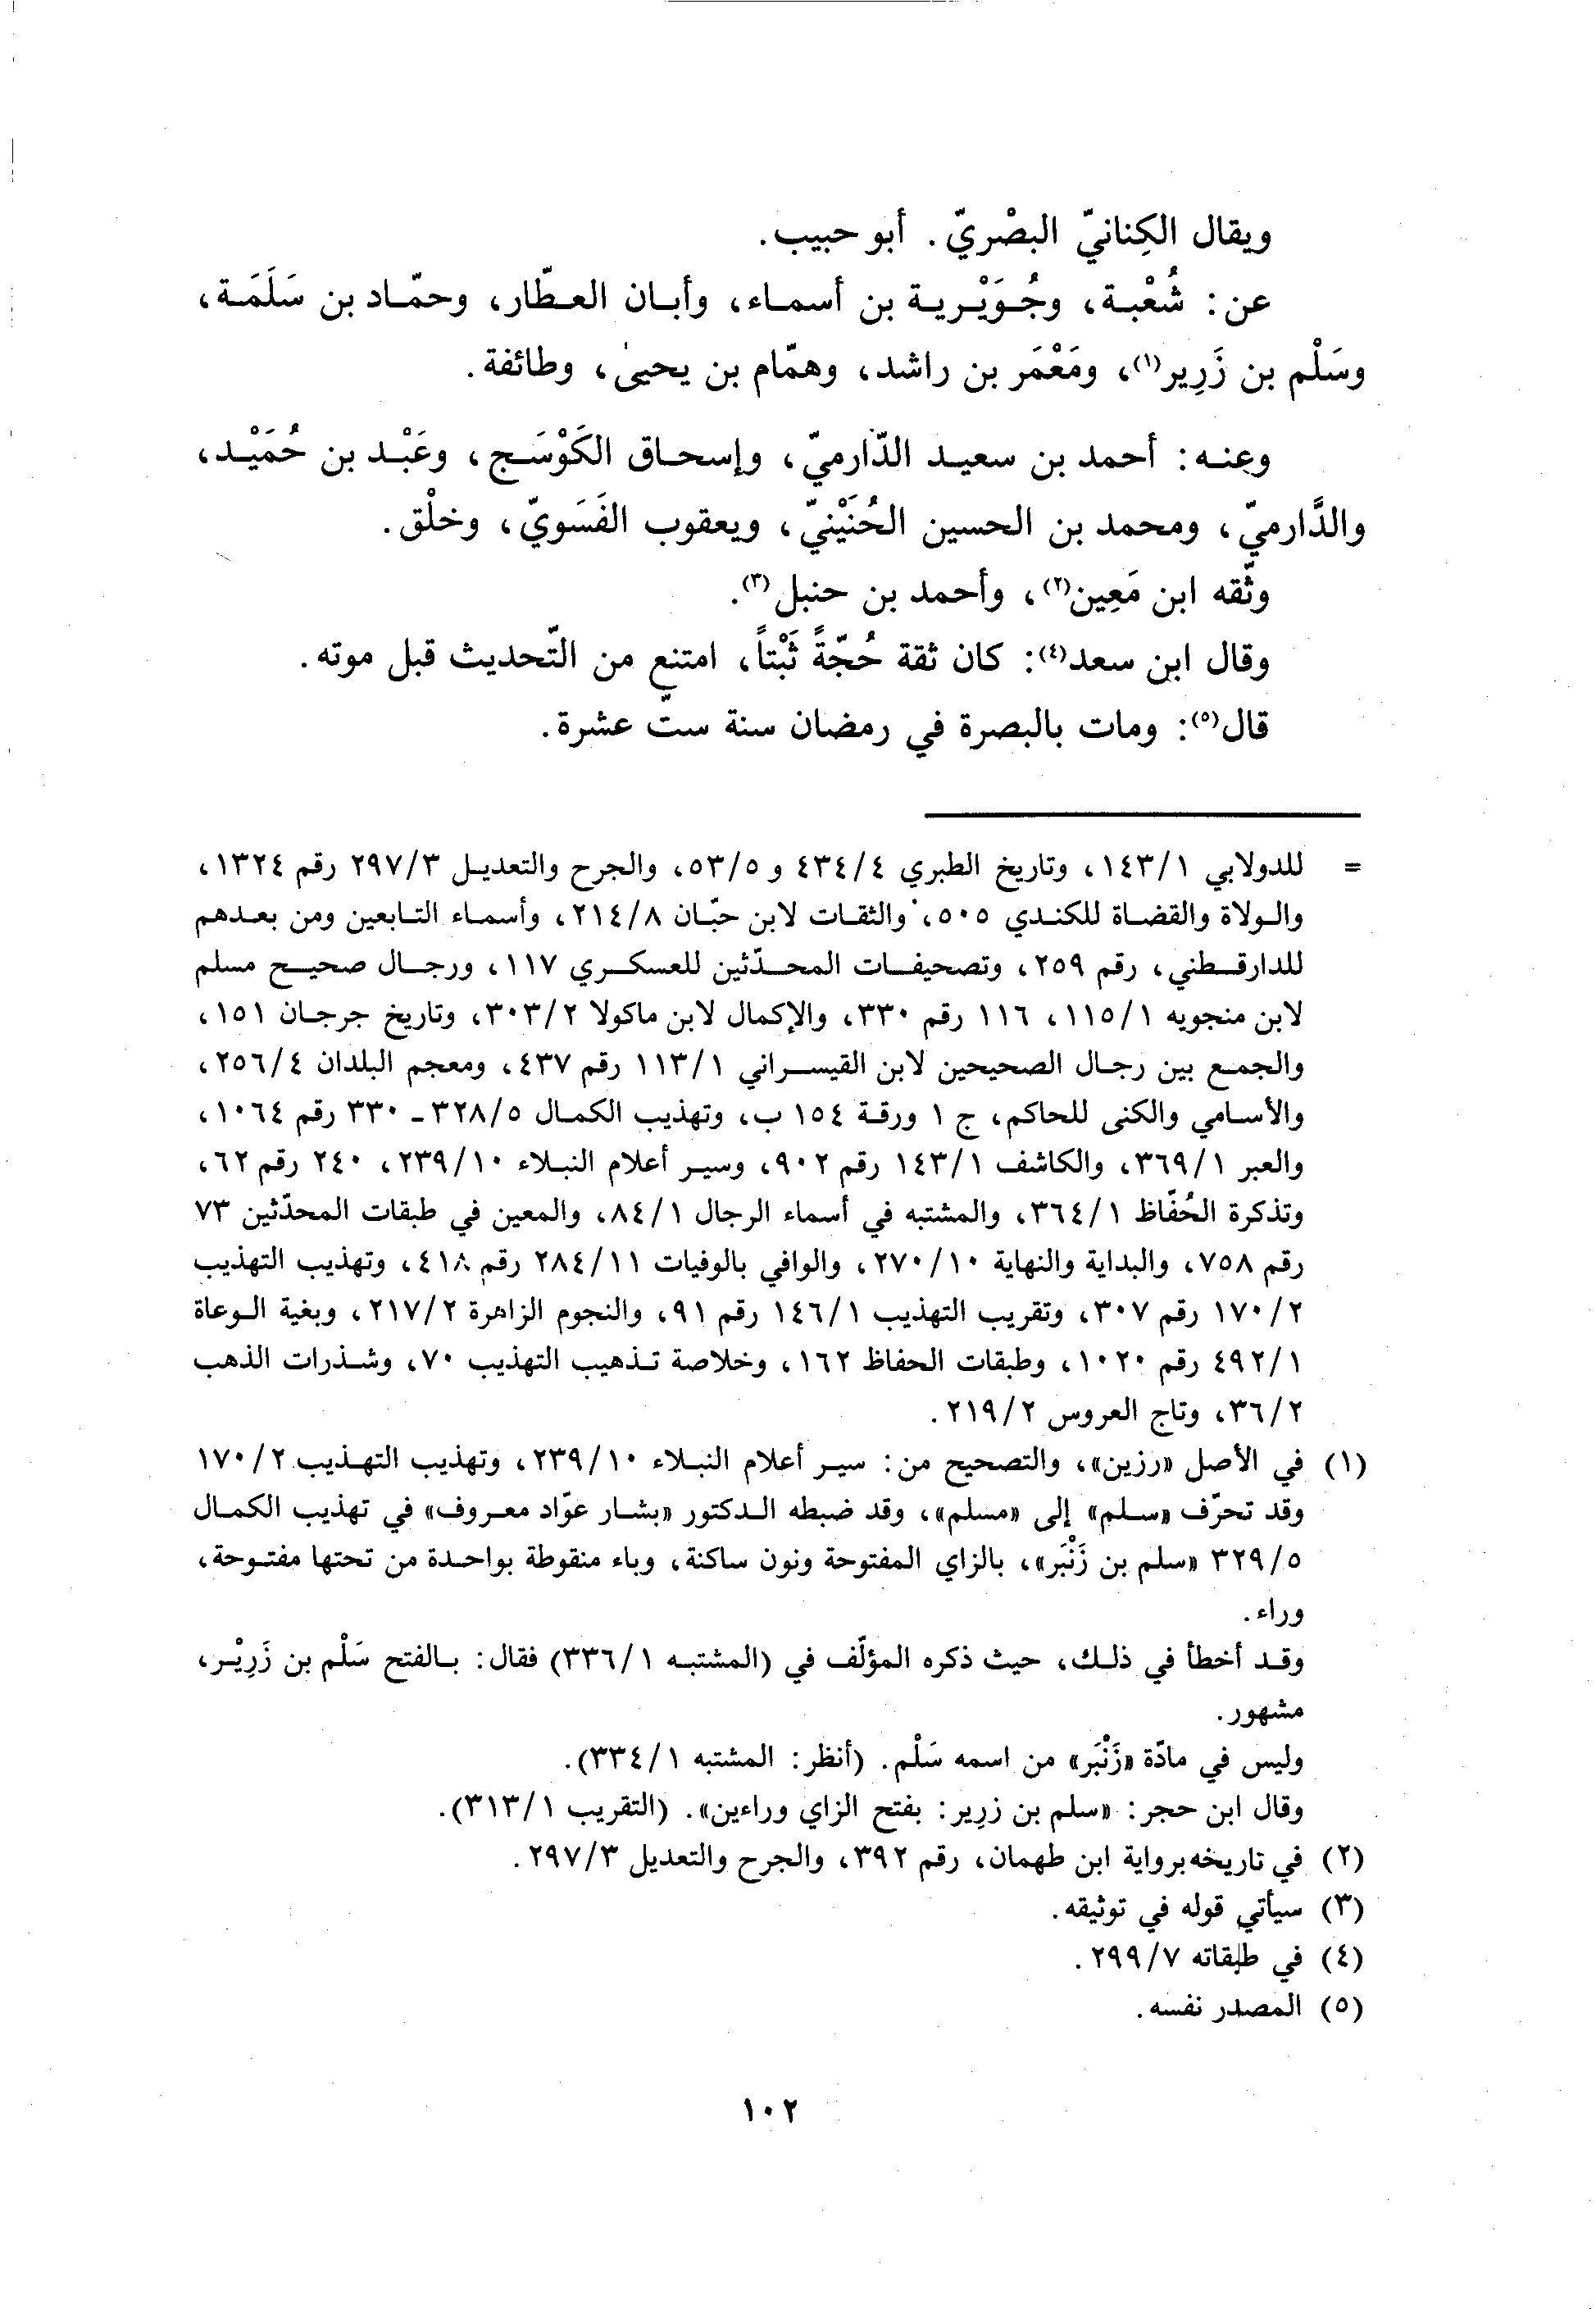 ويقال الكِنانيّ البصْريّ. أبو حبيب.
عن: شُعْبة، وجُوَيْرية بن أسماء، وأبان العطّار، وحمّاد بن سَلَمَة،
وسَلْم بن زَرِير(١)، ومَعْمَر بن راشد، وهمّام بن يحيىٰ، وطائفة.
وعنه: أحمد بن سعيد الدّارميّ، وإسحاق الكَوْسَج، وعَبْد بن حُمَيْد،
والدَّارميّ، ومحمد بن الحسين الحُنَيْنيّ، ويعقوب الفَسَويّ، وخلْق.
وثّقه ابن مَعِين(٢)، وأحمد بن حنبل(٣).
وقال ابن سعد(٤): كان ثقة حُجّةً ثَبْتاً، امتنع من التّحديث قبل موته.
قال(٥): ومات بالبصرة في رمضان سنة ستّ عشرة.
= للدولابي ١٤٣/١، وتاريخ الطبري ٤٣٤/٤ و ٥٣/٥، والجرح والتعديل ٢٩٧/٣ رقم ١٣٢٤،
والولاة والقضاة للكندي ٥٠٥، والثقات لابن حبّان ٢١٤/٨، وأسماء التابعين ومن بعدهم
للدارقطني، رقم ٢٥٩، وتصحيفات المحدّثين للعسكري ١١٧، ورجال صحيح مسلم
لابن منجويه ١١٥/١، ١١٦ رقم ٣٣٠، والإكمال لابن ماكولا ٣٠٣/٢، وتاريخ جرجان ١٥١،
والجمع بين رجال الصحيحين لابن القيسراني ١١٣/١ رقم ٤٣٧، ومعجم البلدان ٢٥٦/٤،
والأسامي والكنى للحاكم، ج ١ ورقة ١٥٤ ب، وتهذيب الكمال ٣٢٨/٥ - ٣٣٠ رقم ١٠٦٤،
والعبر ٣٦٩/١، والكاشف ١٤٣/١ رقم ٩٠٢، وسير أعلام النبلاء ٢٣٩/١٠، ٢٤٠ رقم ٦٢،
وتذكرة الحُفّاظ ٣٦٤/١، والمشتبه في أسماء الرجال ٨٤/١، والمعين في طبقات المحدّثين ٧٣
رقم ٧٥٨، والبداية والنهاية ٢٧٠/١٠، والوافي بالوفيات ٢٨٤/١١ رقم ٤١٨، وتهذيب التهذيب
١٧٠/٢ رقم ٣٠٧، وتقريب التهذيب ١٤٦/١ رقم ٩١، والنجوم الزاهرة ٢١٧/٢، وبغية الوعاة
٤٩٢/١ رقم ١٠٢٠، وطبقات الحفاظ ١٦٢، وخلاصة تذهيب التهذيب ٧٠، وشذرات الذهب
٣٦/٢، وتاج العروس ٢١٩/٢.
(١) في الأصل «رزين»، والتصحيح من: سير أعلام النبلاء ٢٣٩/١٠، وتهذيب التهذيب ١٧٠/٢
وقد تحرّف «سلم» إلى «مسلم»، وقد ضبطه الدكتور «بشار عوّاد معروف» في تهذيب الكمال
٣٢٩/٥ «سلم بن زَنْبَر»، بالزاي المفتوحة ونون ساكنة، وباء منقوطة بواحدة من تحتها مفتوحة،
وراء.
وقد أخطأ في ذلك، حيث ذكره المؤلّف في (المشتبه ٣٣٦/١) فقال: بالفتح سَلْم بن زَرِيْر،
مشهور.
وليس في مادّة «زَنْبَر» من اسمه سَلْم. (أنظر: المشتبه ٣٣٤/١).
وقال ابن حجر: «سلم بن زرِير: بفتح الزاي وراءين». (التقريب ٣١٣/١).
(٢) في تاريخه برواية ابن طهمان، رقم ٣٩٢، والجرح والتعديل ٢٩٧/٣.
(٣) سيأتي قوله في توثيقه.
(٤) في طبقاته ٢٩٩/٧.
(٥) المصدر نفسه.
١٠٢